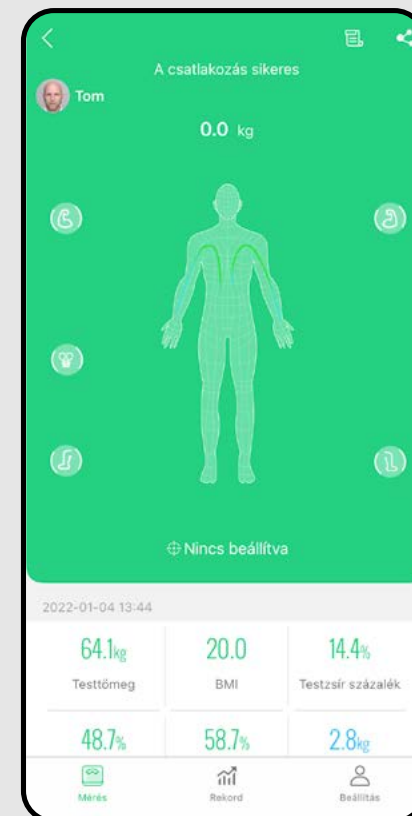 A csatlakozás sikeres
Tom
0.0 kg
Nincs beállítva
2022-01-04 13:44
64.1kg 20.0 14.4%
Testtömeg BMI Testzsír százalék
48.7% 58.7% 2.8kg
Mérés Rekord Beállítás